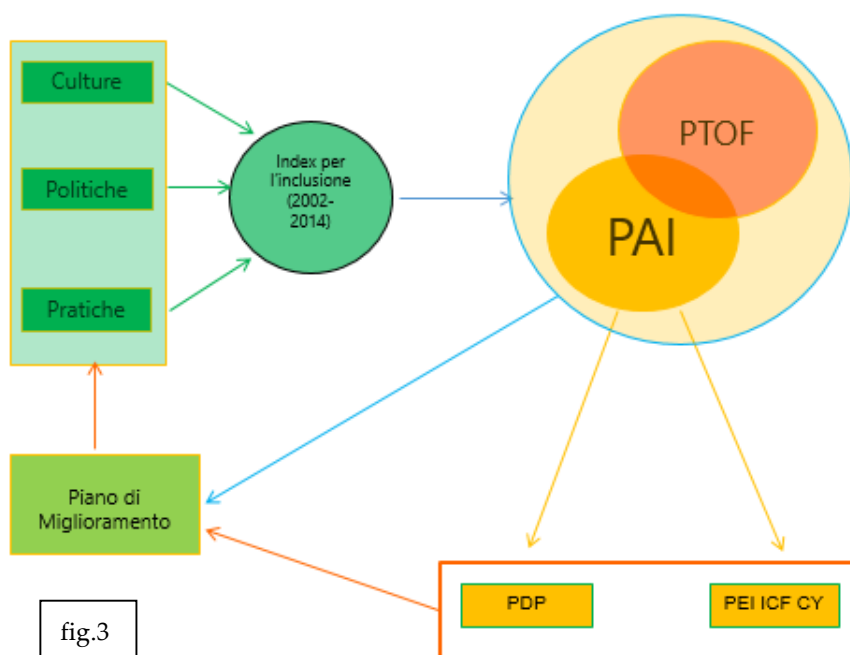 Culture
Politiche
Pratiche
Index per
l'inclusione
(2002-
2014)
PTOF
PAI
Piano di
Miglioramento
PDP
PEI ICF CY
fig.3